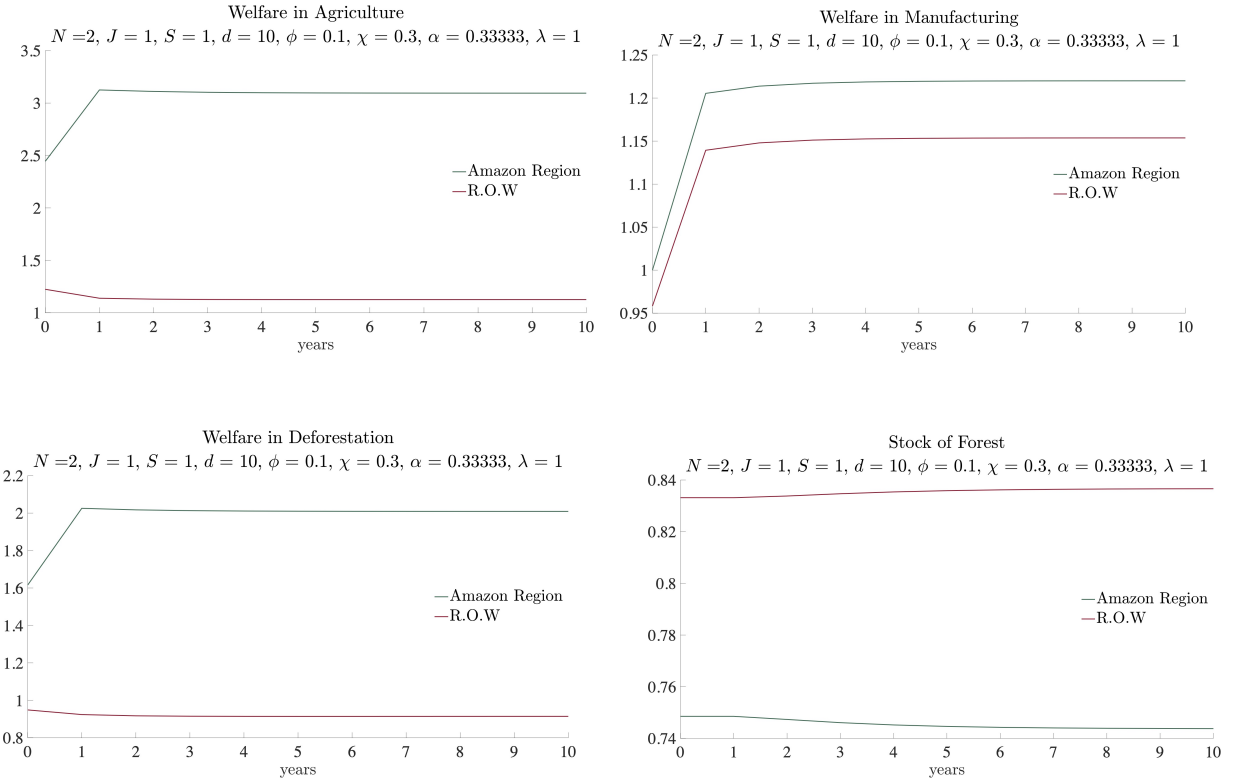 Welfare in Agriculture
N =2, J = 1, S = 1, d = 10, ϕ = 0.1, χ = 0.3, α = 0.33333, λ = 1
3.5
3
2.5
2
1.5
1
0 1 2 3 4 5 6 7 8 9 10
years
Amazon Region
R.O.W
Welfare in Manufacturing
N =2, J = 1, S = 1, d = 10, ϕ = 0.1, χ = 0.3, α = 0.33333, λ = 1
1.25
1.2
1.15
1.1
1.05
1
0.95
0 1 2 3 4 5 6 7 8 9 10
years
Amazon Region
R.O.W
Welfare in Deforestation
N =2, J = 1, S = 1, d = 10, ϕ = 0.1, χ = 0.3, α = 0.33333, λ = 1
2.2
2
1.8
1.6
1.4
1.2
1
0.8
0 1 2 3 4 5 6 7 8 9 10
years
Amazon Region
R.O.W
Stock of Forest
N =2, J = 1, S = 1, d = 10, ϕ = 0.1, χ = 0.3, α = 0.33333, λ = 1
0.84
0.82
0.8
0.78
0.76
0.74
0 1 2 3 4 5 6 7 8 9 10
years
Amazon Region
R.O.W